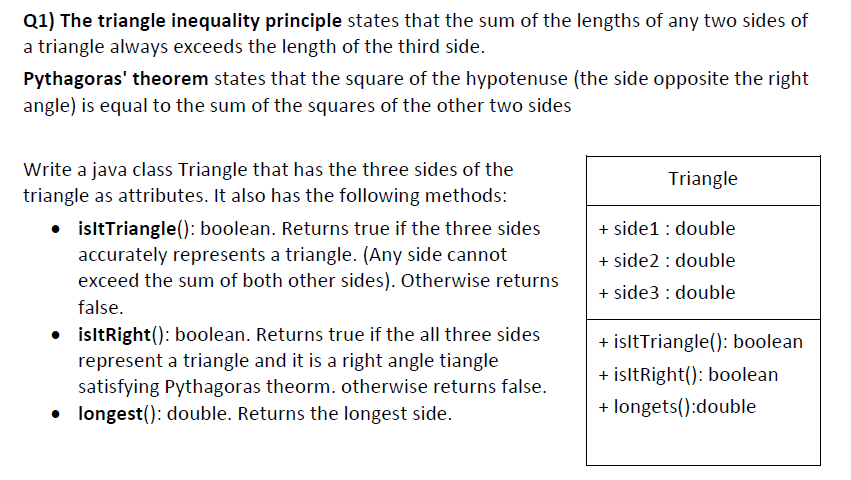 Q1) The triangle inequality principle states that the sum of the lengths of any two sides of
a triangle always exceeds the length of the third side.
Pythagoras' theorem states that the square of the hypotenuse (the side opposite the right
angle) is equal to the sum of the squares of the other two sides
Write a java class Triangle that has the three sides of the
triangle as attributes. It also has the following methods:
• isItTriangle(): boolean. Returns true if the three sides
accurately represents a triangle. (Any side cannot
exceed the sum of both other sides). Otherwise returns
false.
• isItRight(): boolean. Returns true if the all three sides
represent a triangle and it is a right angle tiangle
satisfying Pythagoras theorm. otherwise returns false.
• longest(): double. Returns the longest side.
Triangle
+ side1 : double
+ side2 : double
+ side3 : double
+ isItTriangle(): boolean
+ isItRight(): boolean
+ longets():double